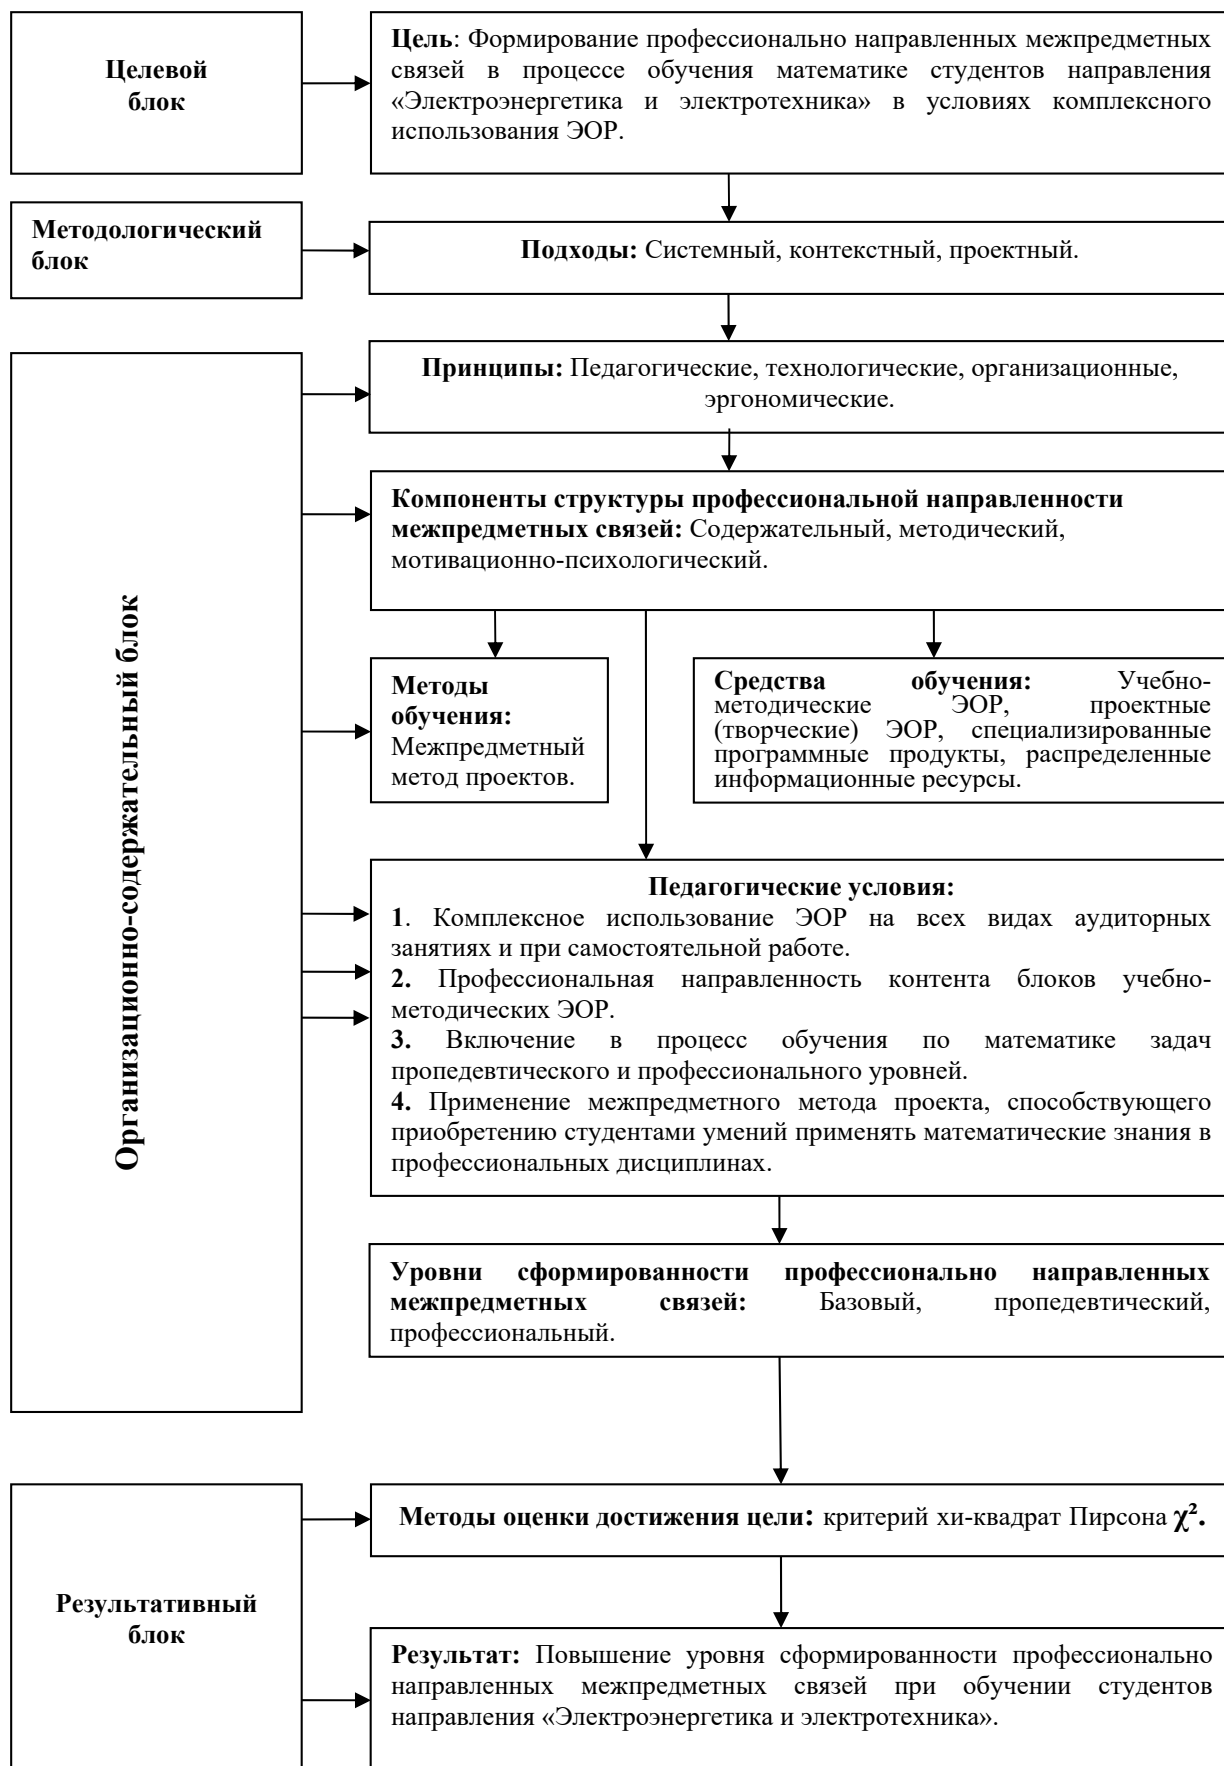 Целевой
блок
Цель: Формирование профессионально направленных межпредметных
связей в процессе обучения математике студентов направления
«Электроэнергетика и электротехника» в условиях комплексного
использования ЭОР.
Методологический
блок
Подходы: Системный, контекстный, проектный.
Организационно-содержательный блок
Принципы: Педагогические, технологические, организационные,
эргономические.
Компоненты структуры профессиональной направленности
межпредметных связей: Содержательный, методический,
мотивационно-психологический.
Методы
обучения:
Межпредметный
метод проектов.
Средства обучения: Учебно-
методические ЭОР, проектные
(творческие) ЭОР, специализированные
программные продукты, распределенные
информационные ресурсы.
Педагогические условия:
1. Комплексное использование ЭОР на всех видах аудиторных
занятиях и при самостоятельной работе.
2. Профессиональная направленность контента блоков учебно-
методических ЭОР.
3. Включение в процесс обучения по математике задач
пропедевтического и профессионального уровней.
4. Применение межпредметного метода проекта, способствующего
приобретению студентами умений применять математические знания в
профессиональных дисциплинах.
Уровни сформированности профессионально направленных
межпредметных связей: Базовый, пропедевтический,
профессиональный.
Результативный
блок
Методы оценки достижения цели: критерий хи-квадрат Пирсона χ².
Результат: Повышение уровня сформированности профессионально
направленных межпредметных связей при обучении студентов
направления «Электроэнергетика и электротехника».